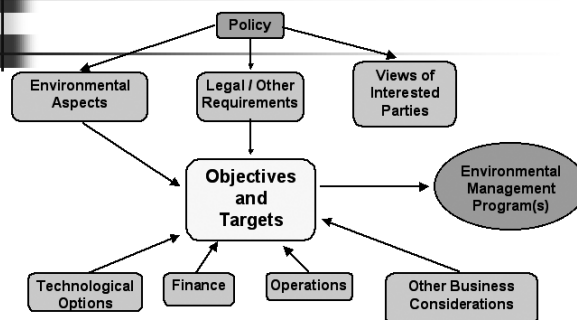 Policy
Environmental
Aspects
Legal / Other
Requirements
Views of
Interested
Parties
Objectives
and
Targets
Environmental
Management
Program(s)
Technological
Options
Finance
Operations
Other Business
Considerations